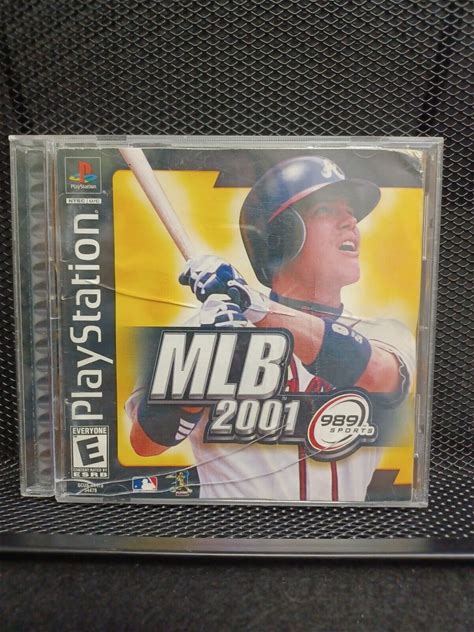 PlayStation
NTSC U/C
PlayStation
MLB
2001
989
SPORTS
EVERYONE
E
CONTENT RATED BY
ESRB